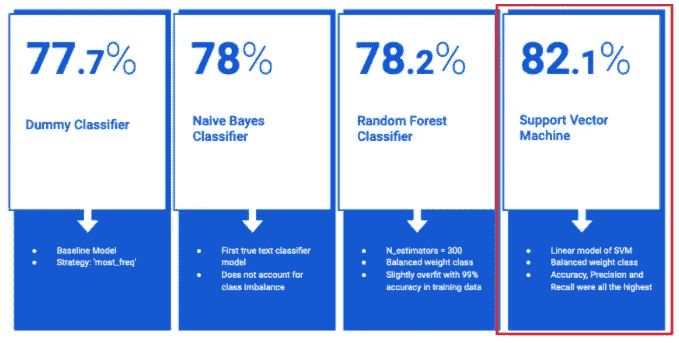 77.7%
Dummy Classifier
Baseline Model
Strategy: 'most_freq'
78%
Naive Bayes
Classifier
First true text classifier
model
Does not account for
class imbalance
78.2%
Random Forest
Classifier
N_estimators = 300
Balanced weight class
Slightly overfit with 99%
accuracy in training data
82.1%
Support Vector
Machine
Linear model of SVM
Balanced weight class
Accuracy, Precision and
Recall were all the highest